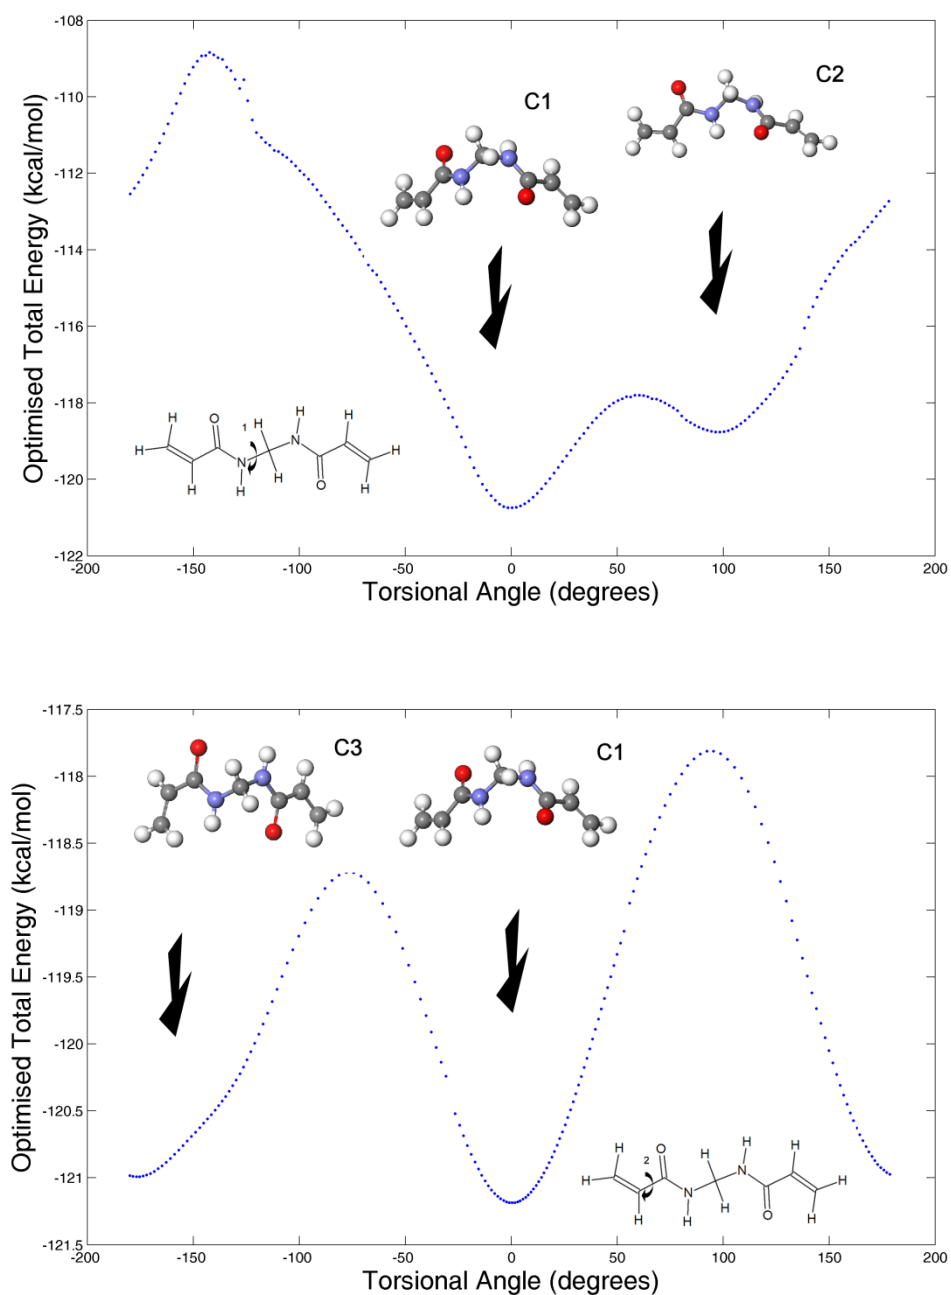 -108
-110
-112
-114
-116
-118
-120
-122
Optimised Total Energy (kcal/mol)
C1
C2
H
O
H
H
H
1
H
H
N
N
H
H
O
H
H
H
-200
-150
-100
-50
0
50
100
150
200
Torsional Angle (degrees)
-117.5
-118
-118.5
-119
-119.5
-120
-120.5
-121
-121.5
Optimised Total Energy (kcal/mol)
C3
C1
H
O
H
H
H
2
H
H
N
N
H
H
O
H
H
H
-200
-150
-100
-50
0
50
100
150
200
Torsional Angle (degrees)